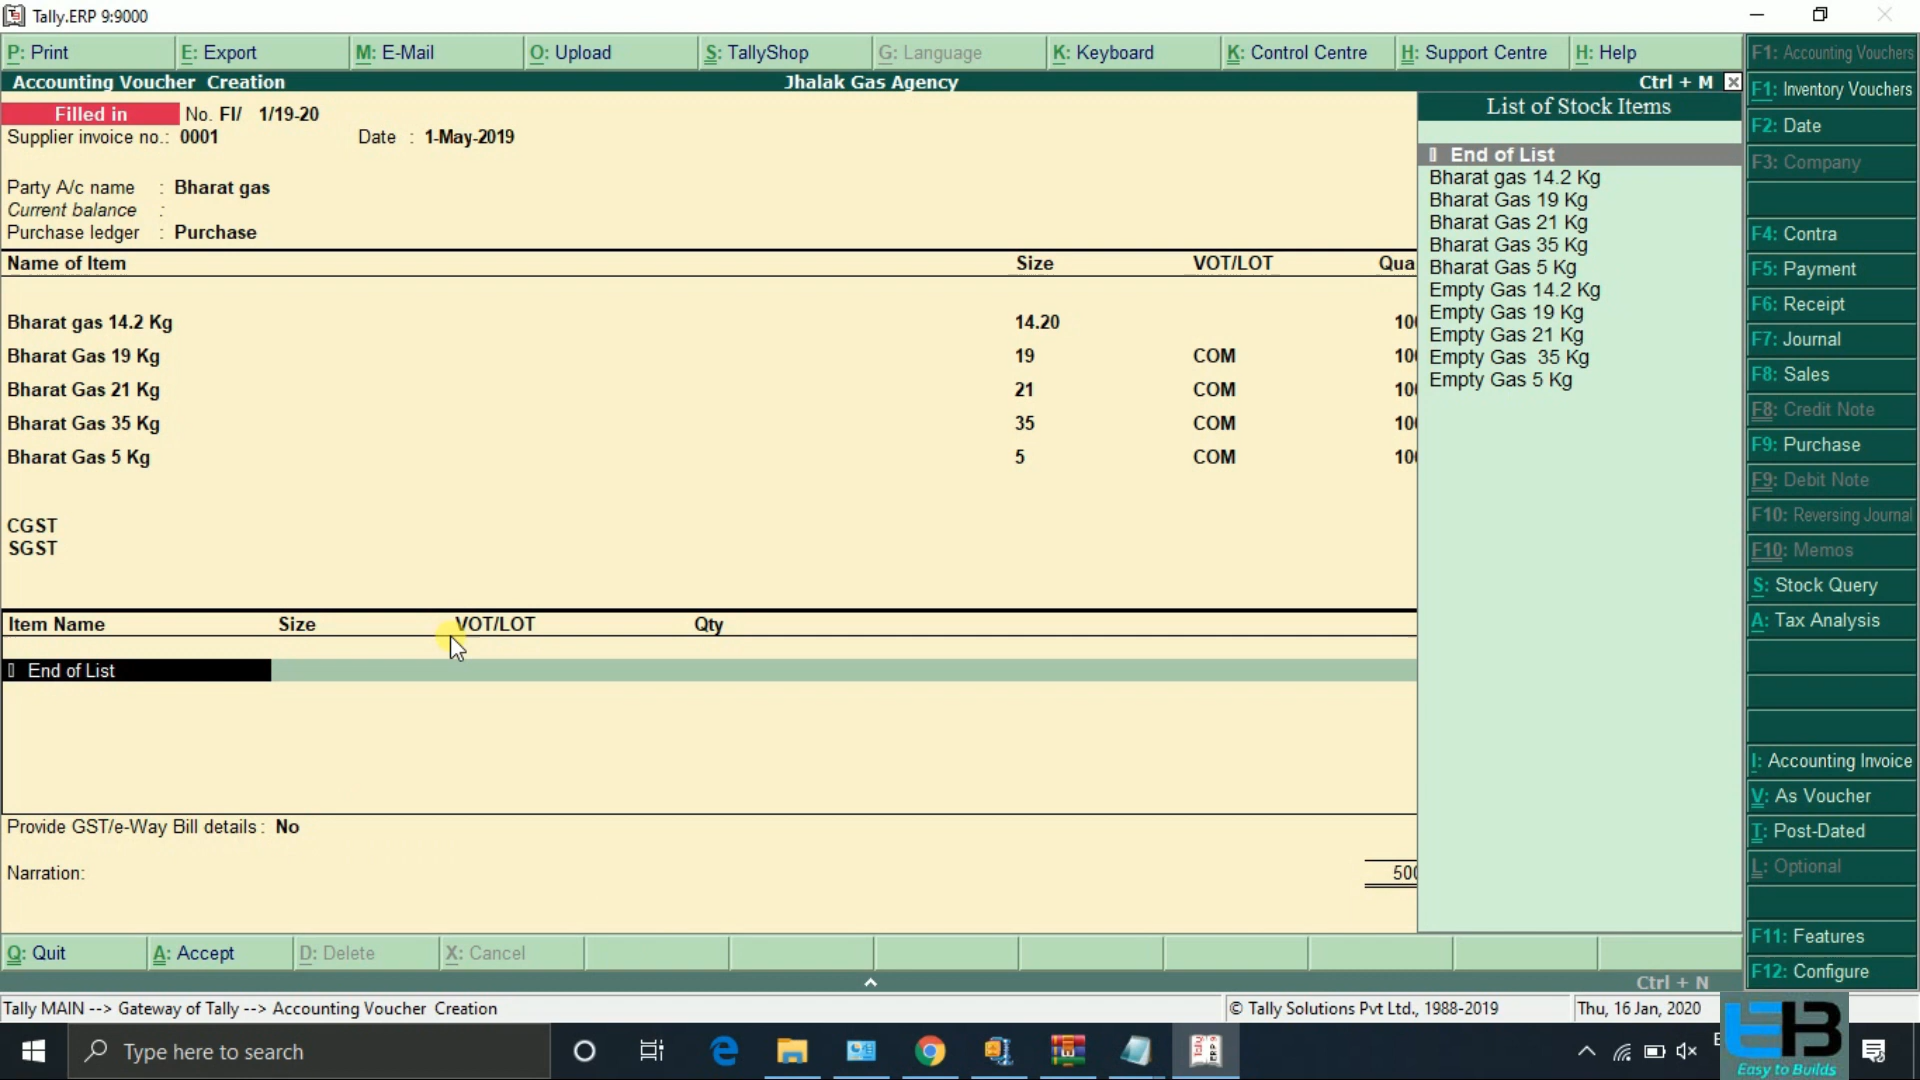 Tally.ERP 9:9000
P: Print E: Export M: E-Mail O: Upload S: TallyShop G: Language K: Keyboard K: Control Centre H: Support Centre H: Help
Accounting Voucher Creation Jhalak Gas Agency Ctrl + M
Filled in No. FI/ 1/19-20
Supplier invoice no.: 0001 Date : 1-May-2019
Party A/c name : Bharat gas
Current balance :
Purchase ledger : Purchase
Name of Item Size VOT/LOT Qua
Bharat gas 14.2 Kg 14.20 10
Bharat Gas 19 Kg 19 COM 10
Bharat Gas 21 Kg 21 COM 10
Bharat Gas 35 Kg 35 COM 10
Bharat Gas 5 Kg 5 COM 10
CGST
SGST
Item Name Size VOT/LOT Qty
End of List
Provide GST/e-Way Bill details : No
Narration: 500
List of Stock Items
End of List
Bharat gas 14.2 Kg
Bharat Gas 19 Kg
Bharat Gas 21 Kg
Bharat Gas 35 Kg
Bharat Gas 5 Kg
Empty Gas 14.2 Kg
Empty Gas 19 Kg
Empty Gas 21 Kg
Empty Gas 35 Kg
Empty Gas 5 Kg
F1: Accounting Vouchers
F1: Inventory Vouchers
F2: Date
F3: Company
F4: Contra
F5: Payment
F6: Receipt
F7: Journal
F8: Sales
F8: Credit Note
F9: Purchase
F9: Debit Note
F10: Reversing Journal
F10: Memos
S: Stock Query
A: Tax Analysis
I: Accounting Invoice
V: As Voucher
T: Post-Dated
L: Optional
F11: Features
F12: Configure
Q: Quit A: Accept D: Delete X: Cancel
Ctrl + N
Tally MAIN --> Gateway of Tally --> Accounting Voucher Creation © Tally Solutions Pvt Ltd., 1988-2019 Thu, 16 Jan, 2020
Type here to search
EB
Easy to Builds